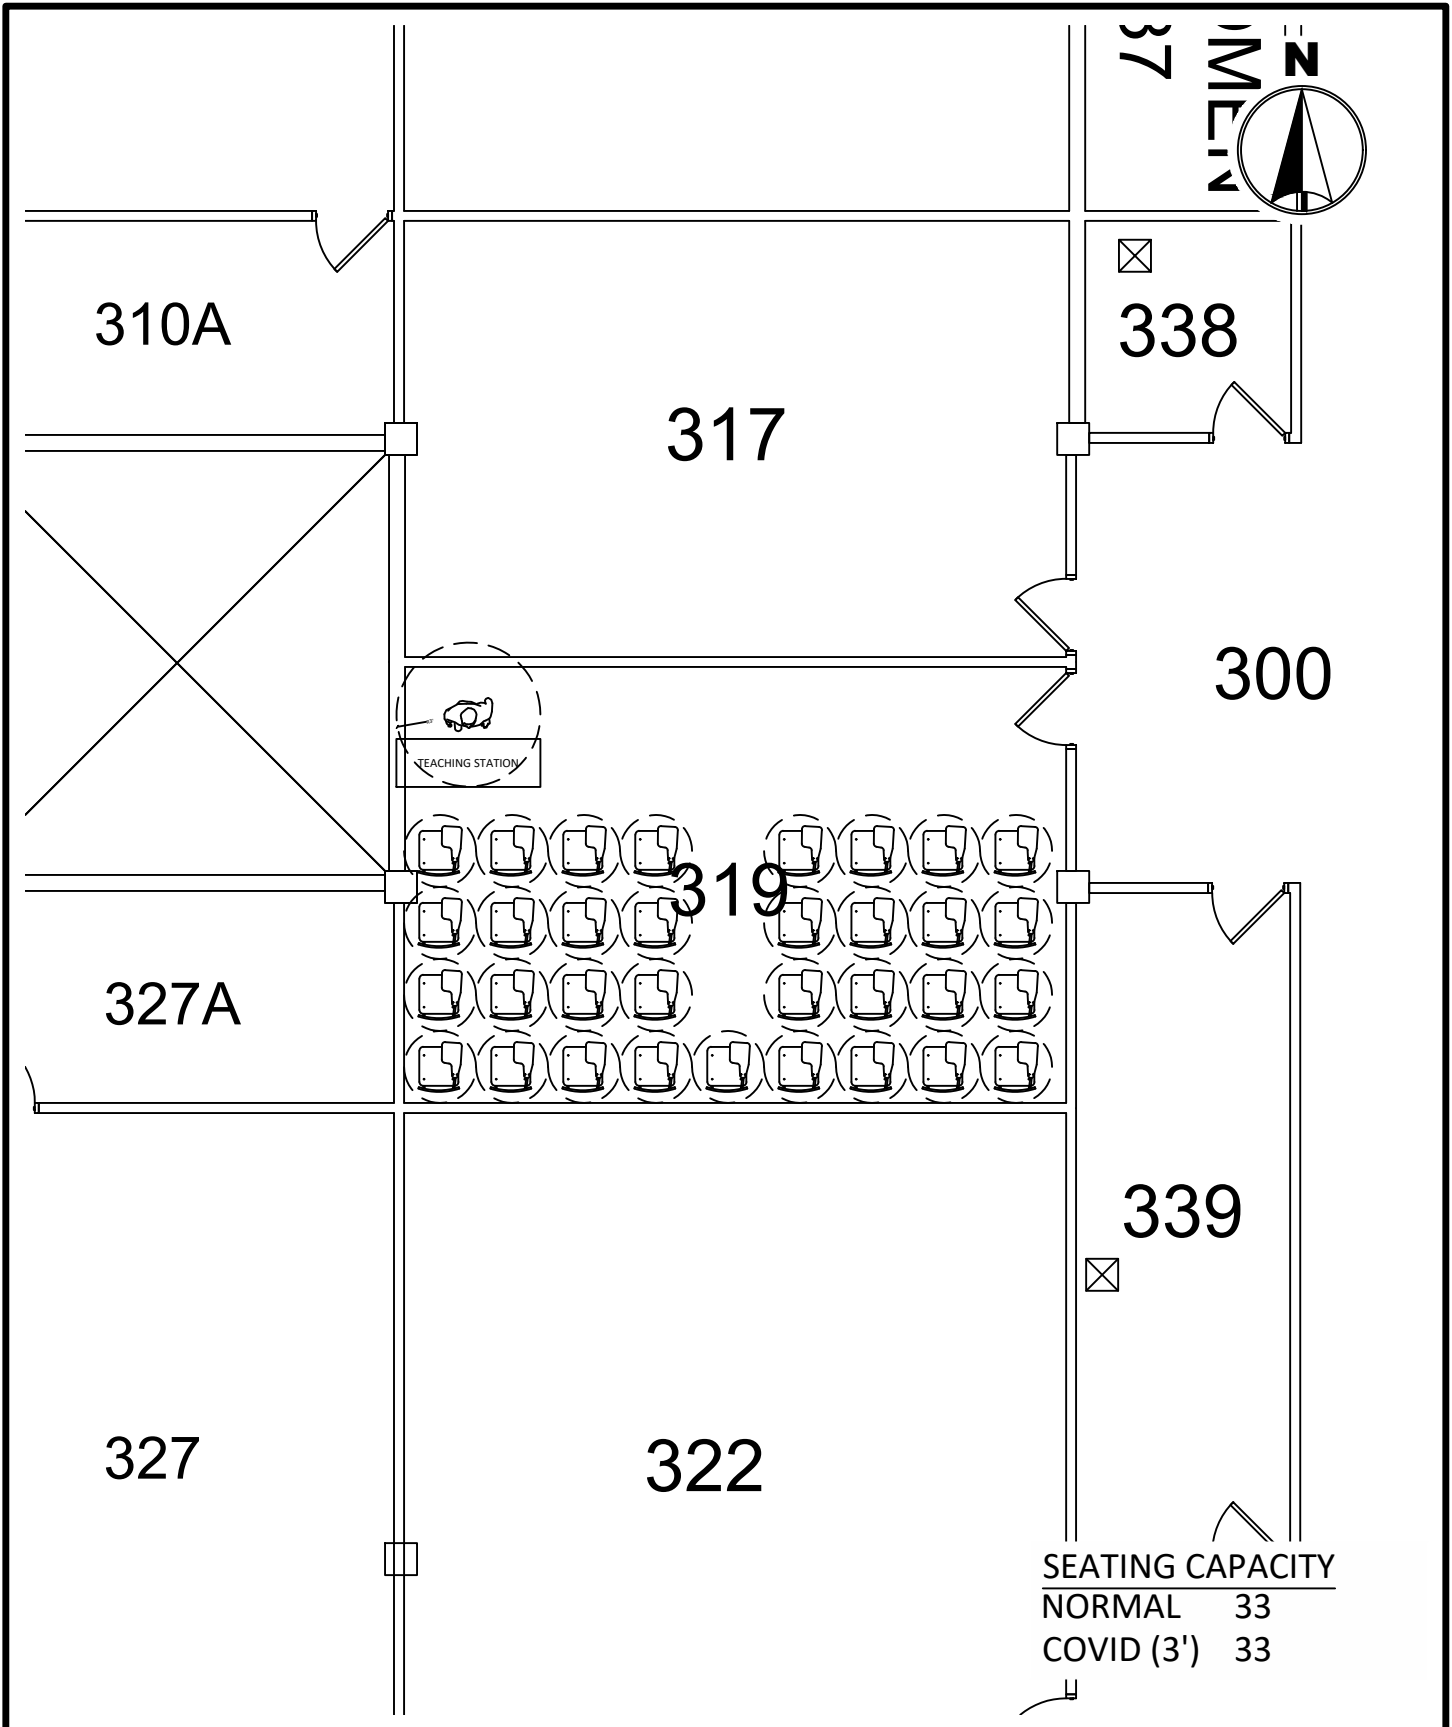 N
310A
338
317
300
TEACHING STATION
319
327A
339
327
322
SEATING CAPACITY
NORMAL 33
COVID (3') 33